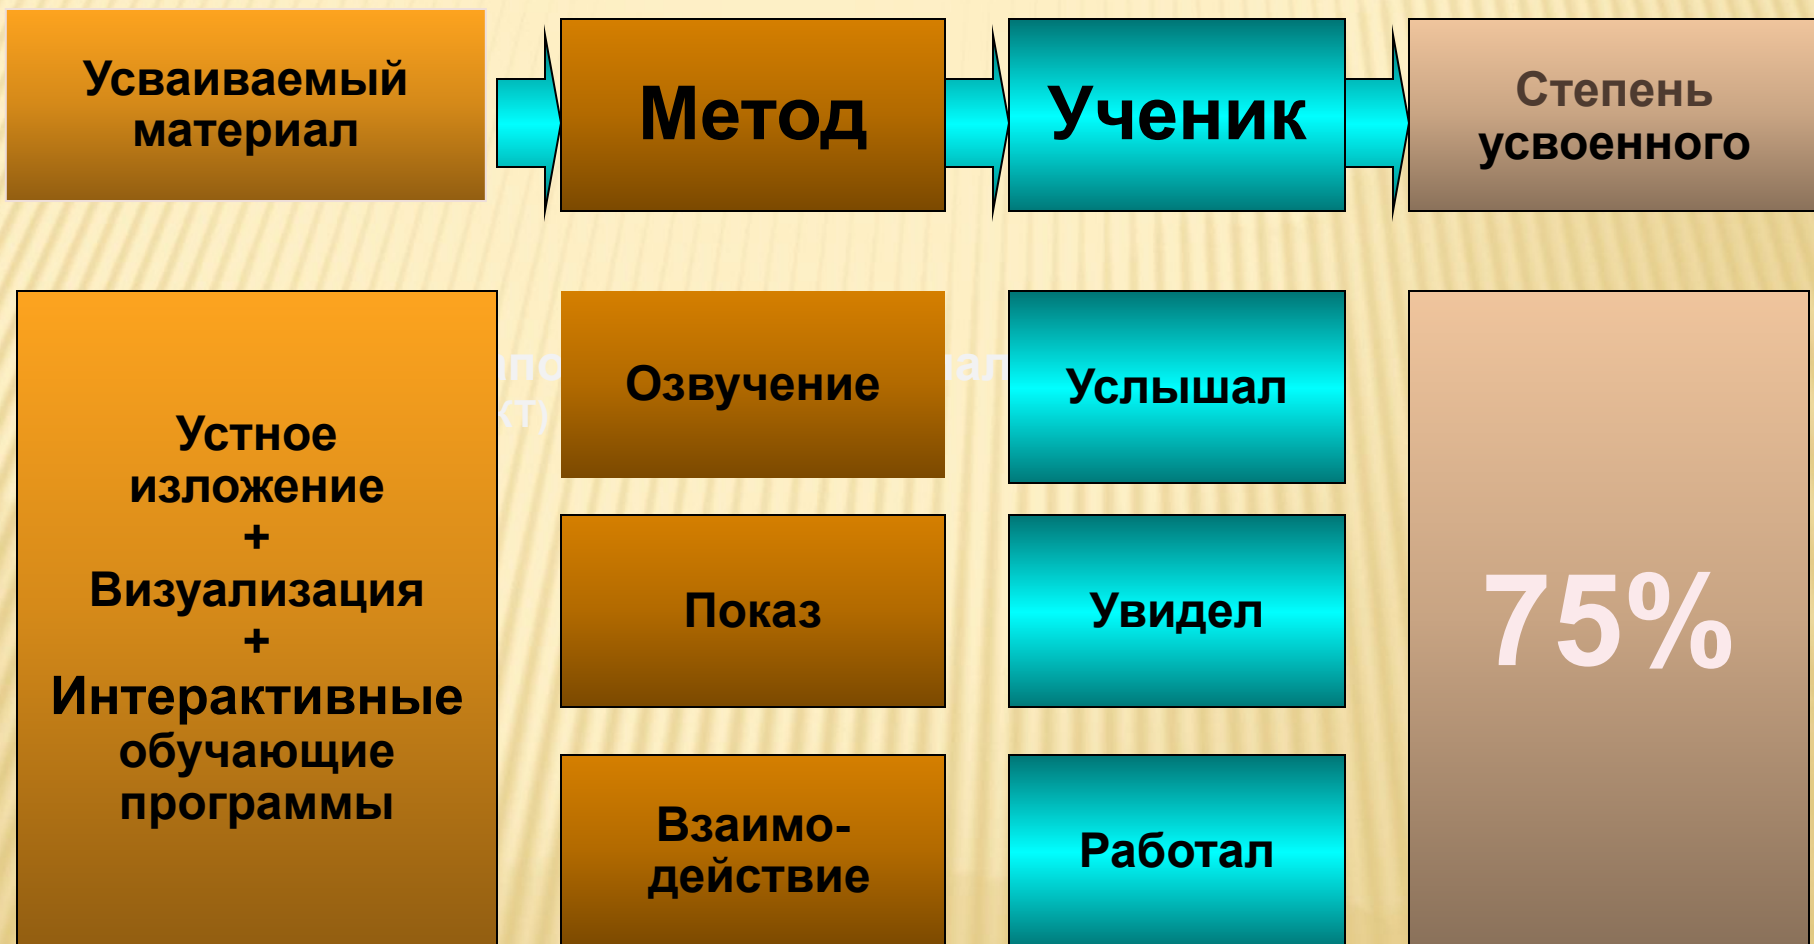 Усваиваемый
материал
Метод
Ученик
Степень
усвоенного
Устное
изложение
+
Визуализация
+
Интерактивные
обучающие
программы
Озвучение
Показ
Взаимо-
действие
Услышал
Увидел
Работал
75%